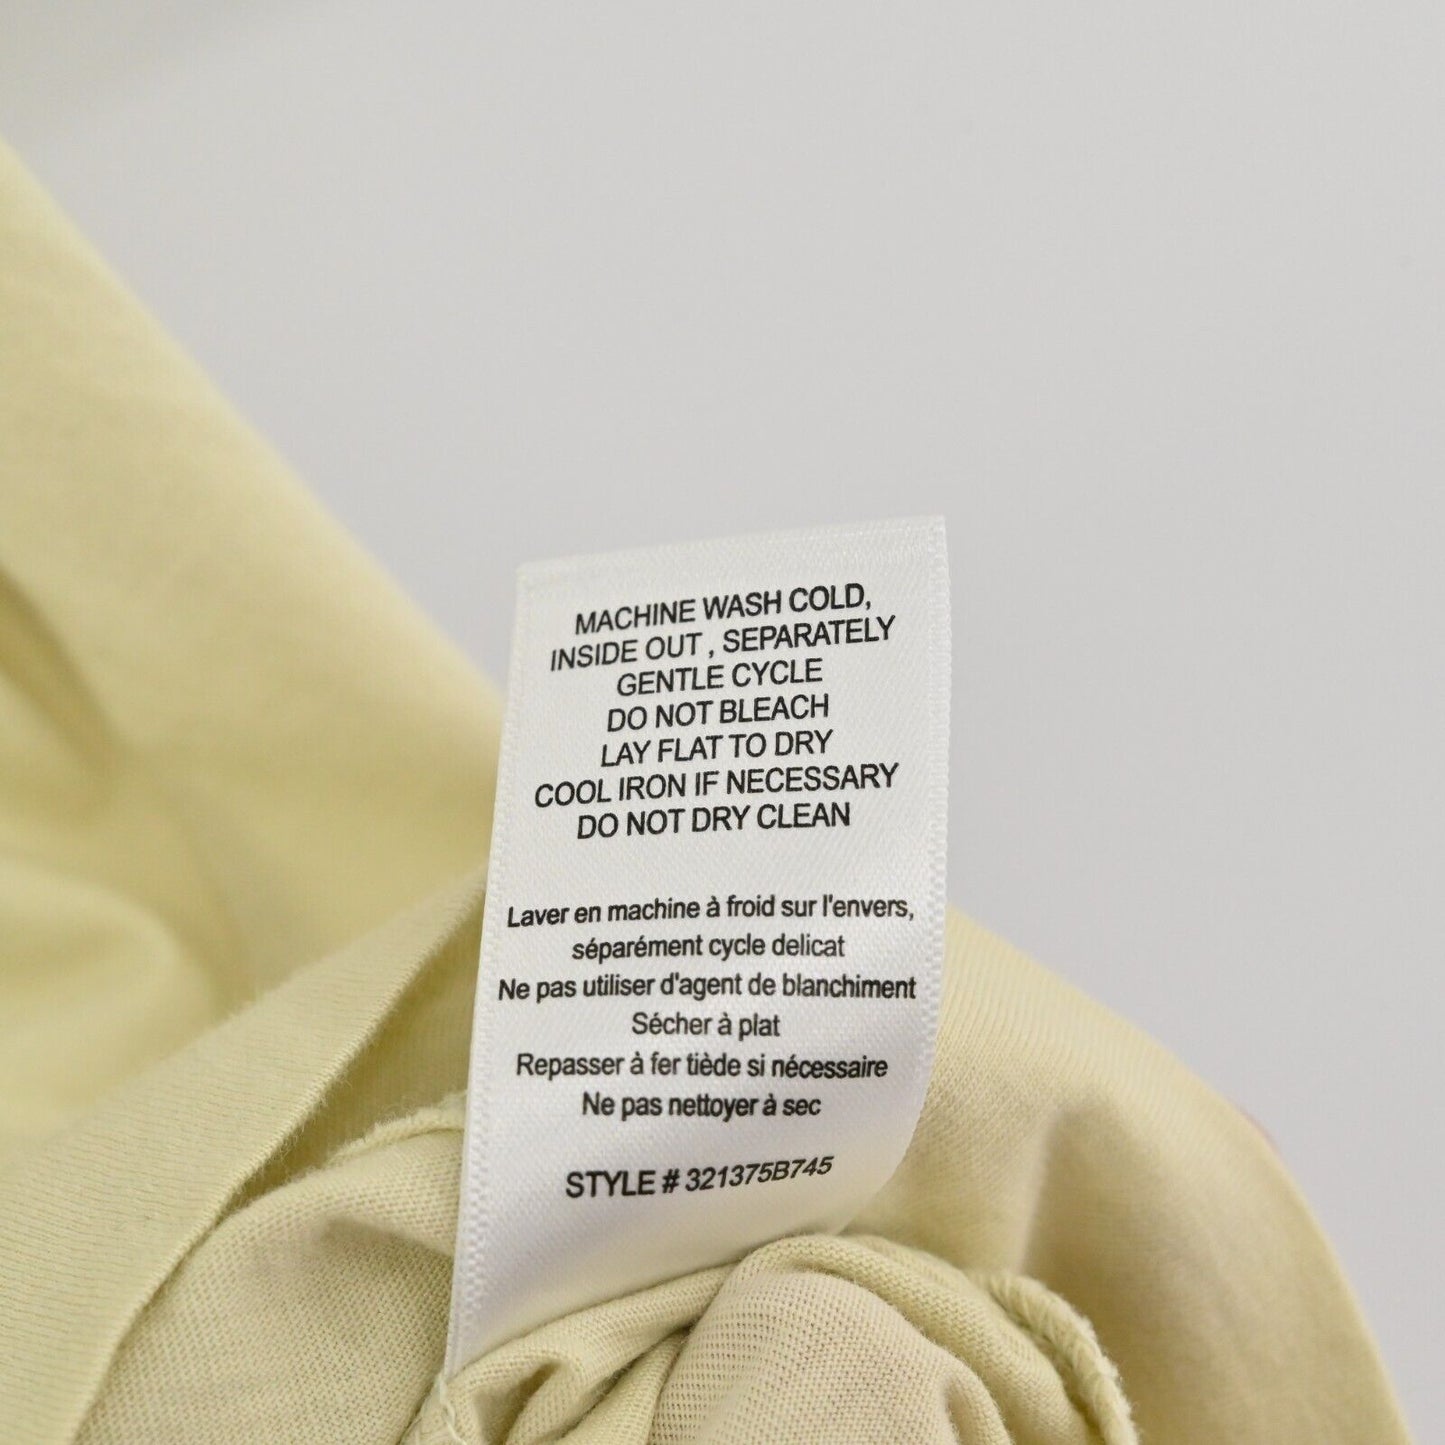 MACHINE WASH COLD,
INSIDE OUT , SEPARATELY
GENTLE CYCLE
DO NOT BLEACH
LAY FLAT TO DRY
COOL IRON IF NECESSARY
DO NOT DRY CLEAN
Laver en machine à froid sur l'envers,
séparément cycle delicat
Ne pas utiliser d'agent de blanchiment
Sécher à plat
Repasser à fer tiède si nécessaire
Ne pas nettoyer à sec
STYLE # 321375B745